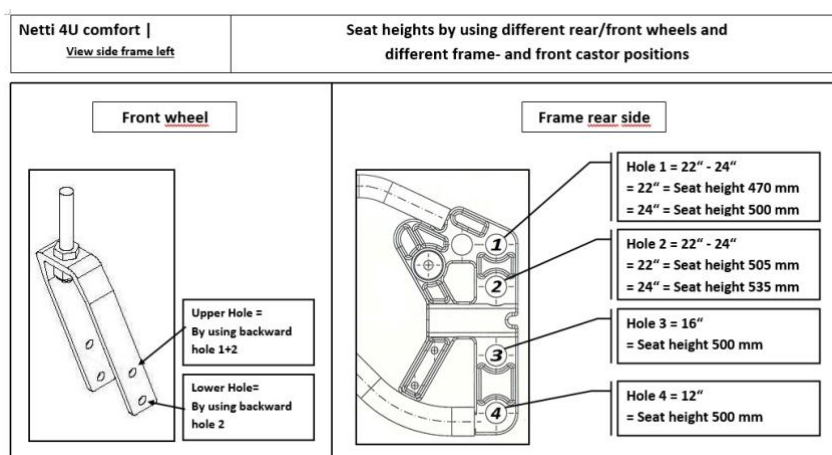 Netti 4U comfort |
View side frame left
Seat heights by using different rear/front wheels and
different frame- and front castor positions
Front wheel
Frame rear side
Upper Hole =
By using backward
hole 1+2
Lower Hole=
By using backward
hole 2
1
2
3
4
Hole 1 = 22“ - 24“
= 22“ = Seat height 470 mm
= 24“ = Seat height 500 mm
Hole 2 = 22“ - 24“
= 22“ = Seat height 505 mm
= 24“ = Seat height 535 mm
Hole 3 = 16“
= Seat height 500 mm
Hole 4 = 12“
= Seat height 500 mm